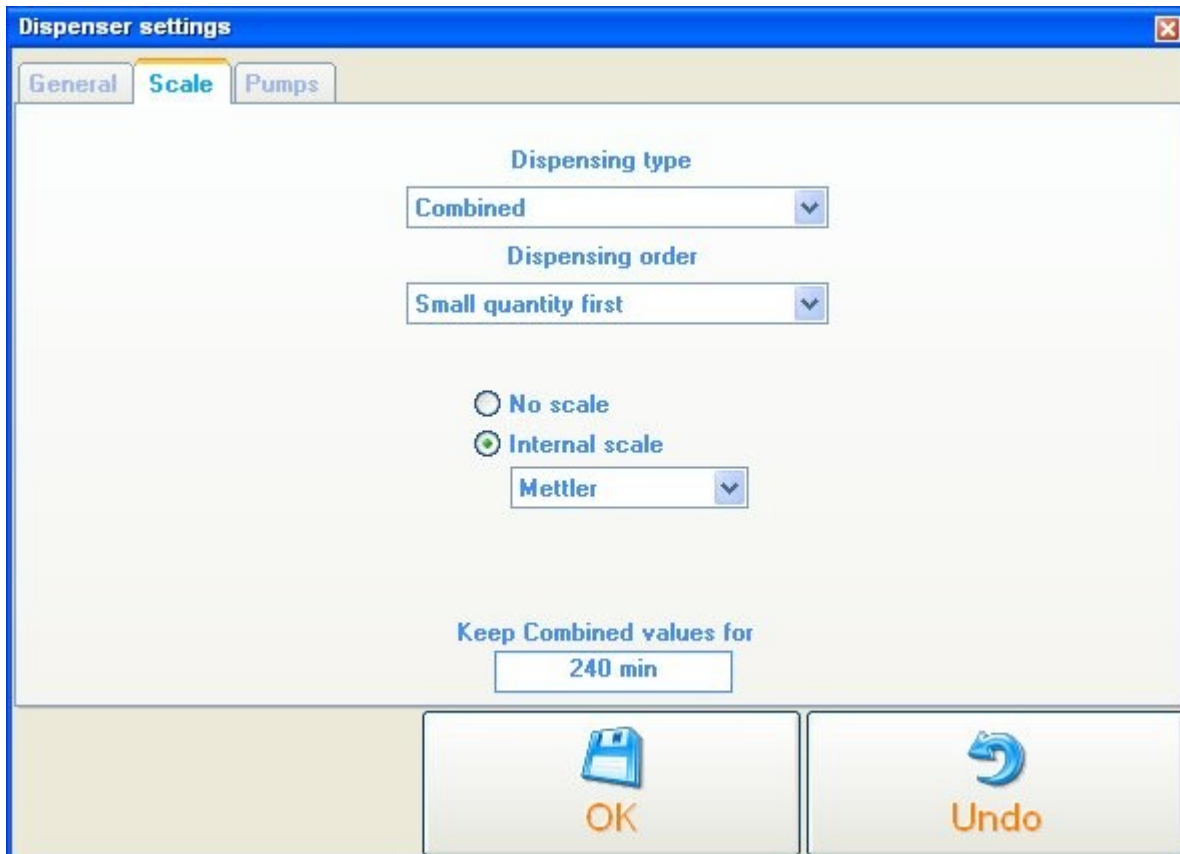 Dispenser settings
General Scale Pumps
Dispensing type
Combined
Dispensing order
Small quantity first
No scale
Internal scale
Mettler
Keep Combined values for
240 min
OK Undo